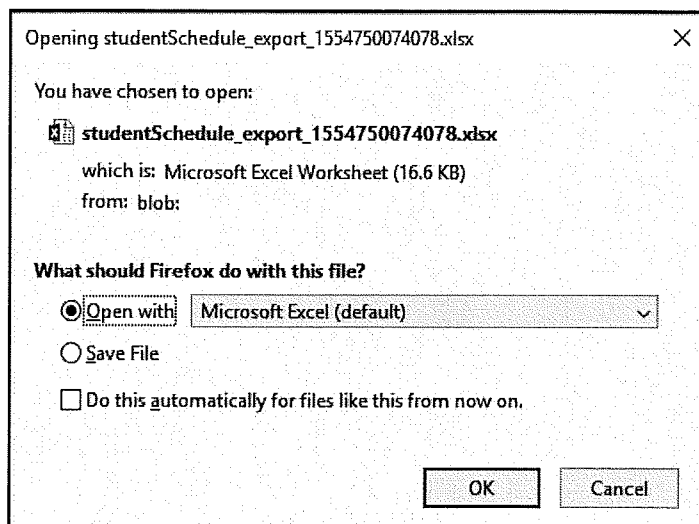 Opening studentSchedule_export_1554750074078.xlsx
You have chosen to open:
studentSchedule_export_1554750074078.xlsx
which is: Microsoft Excel Worksheet (16.6 KB)
from: blob:
What should Firefox do with this file?
Open with Microsoft Excel (default)
Save File
Do this automatically for files like this from now on.
OK Cancel